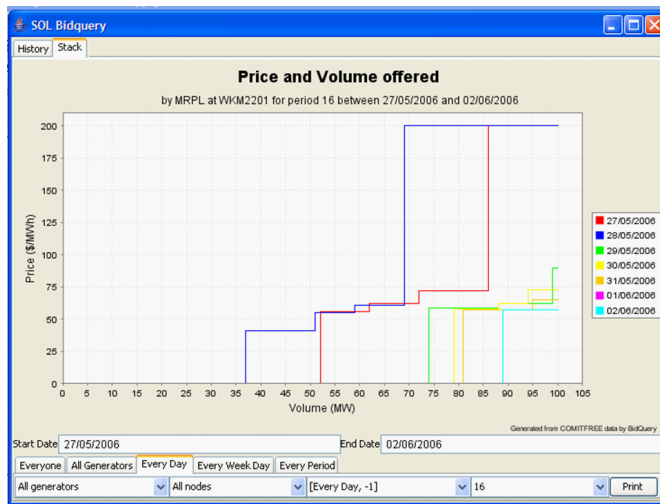 SOL Bidquery
History Stack
Price and Volume offered
by MRPL at WKM2201 for period 16 between 27/05/2006 and 02/06/2006
200
175
150
125
100
75
50
25
0
Price ($/MWh)
0 5 10 15 20 25 30 35 40 45 50 55 60 65 70 75 80 85 90 95 100 105
Volume (MW)
27/05/2006
28/05/2006
29/05/2006
30/05/2006
31/05/2006
01/06/2006
02/06/2006
Generated from COMITFREE data by BidQuery
Start Date 27/05/2006 End Date 02/06/2006
Everyone All Generators Every Day Every Week Day Every Period
All generators All nodes [Every Day, -1] 16 Print